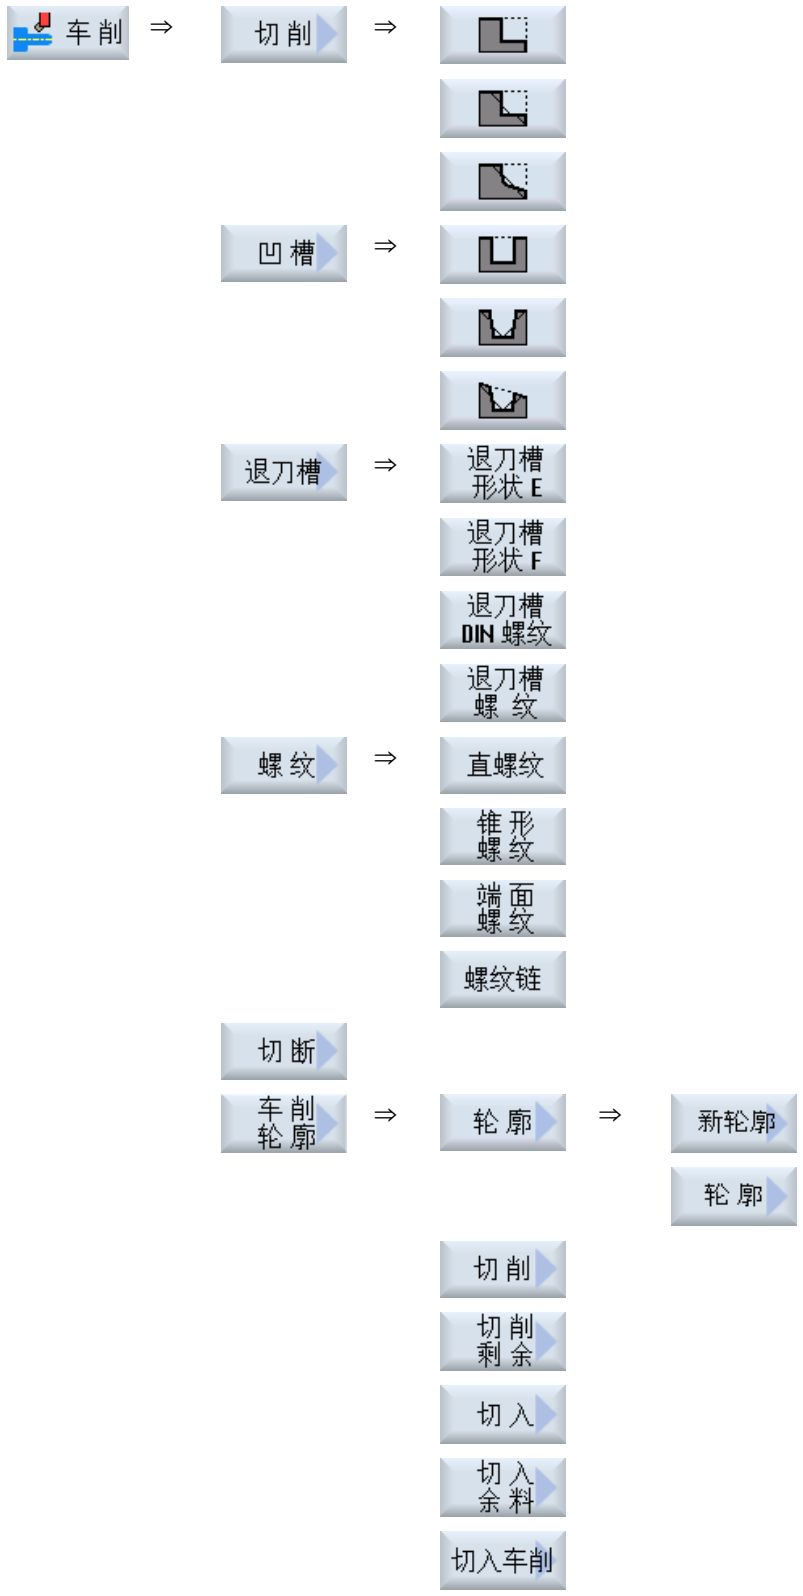 车削 ⇒ 切削 ⇒
凹槽 ⇒
退刀槽 ⇒ 退刀槽
形状 E
退刀槽
形状 F
退刀槽
DIN 螺纹
退刀槽
螺纹
螺纹 ⇒ 直螺纹
锥形
螺纹
端面
螺纹
螺纹链
切断
车削
轮廓 ⇒ 轮廓 ⇒ 新轮廓
轮廓
切削
切削
剩余
切入
切入
余料
切入车削